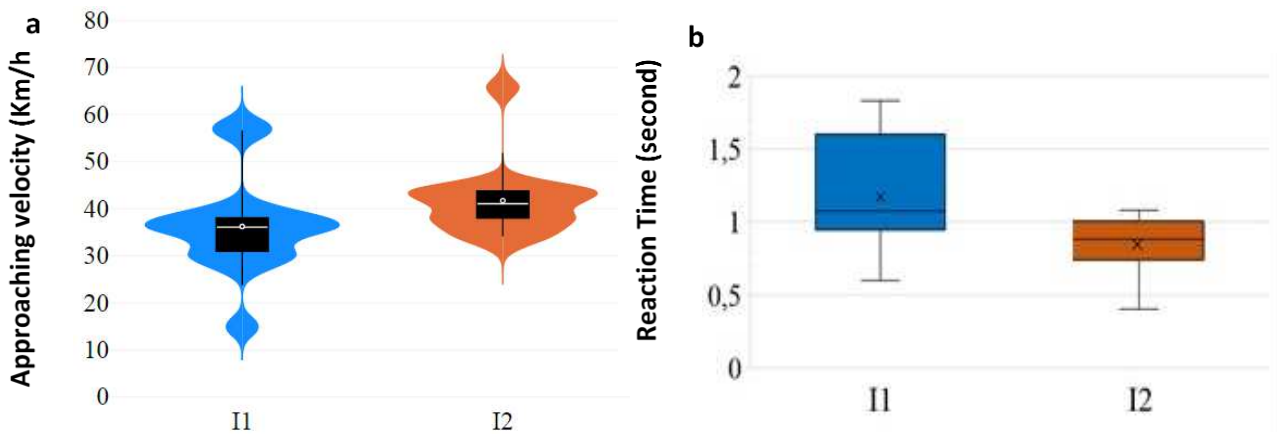 a
Approaching velocity (Km/h
80
70
60
50
40
30
20
10
0
I1
I2
b
Reaction Time (second)
2
1,5
1
0,5
0
I1
I2